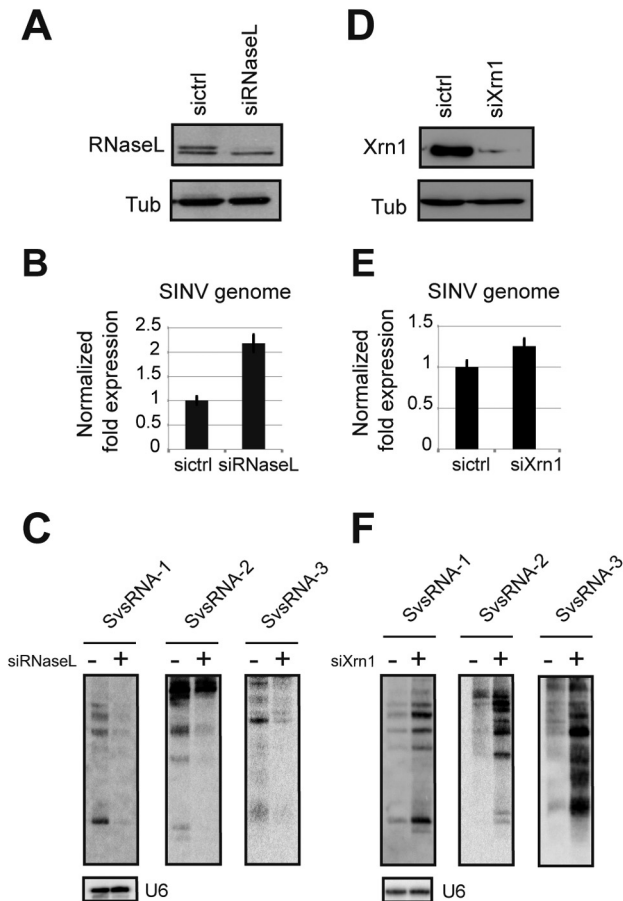 A
sictrl
siRNaseL
RNaseL
Tub
B
SINV genome
Normalized
fold expression
2.5
2
1.5
1
0.5
0
sictrl siRNaseL
C
SvsRNA-1
SvsRNA-2
SvsRNA-3
siRNaseL - + - + - +
U6
D
sictrl
siXrn1
Xrn1
Tub
E
SINV genome
Normalized
fold expression
1.5
1
0.5
0
sictrl siXrn1
F
SvsRNA-1
SvsRNA-2
SvsRNA-3
siXrn1 - + - + - +
U6